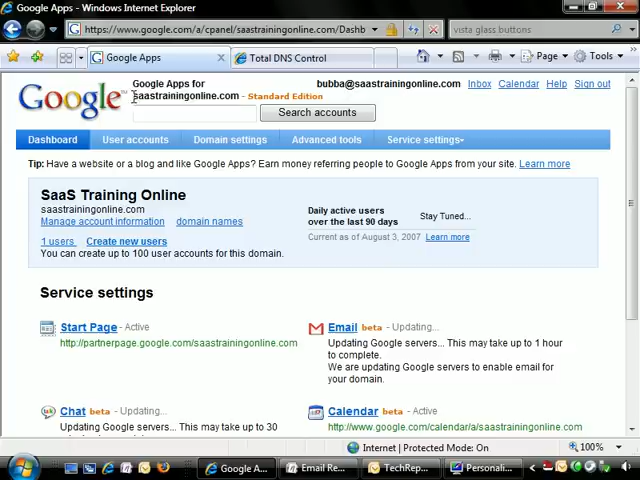 Google Apps - Windows Internet Explorer
https://www.google.com/a/cpanel/saastrainingonline.com/Dashb
vista glass buttons
Google Apps
Total DNS Control
Page
Tools
Google™
Google Apps for
saastrainingonline.com - Standard Edition
bubba@saastrainingonline.com Inbox Calendar Help Sign out
Search accounts
Dashboard User accounts Domain settings Advanced tools Service settings
Tip: Have a website or a blog and like Google Apps? Earn money referring people to Google Apps from your site. Learn more
SaaS Training Online
saastrainingonline.com
Manage account information domain names
1 users Create new users
You can create up to 100 user accounts for this domain.
Daily active users
over the last 90 days
Stay Tuned...
Current as of August 3, 2007 Learn more
Service settings
Start Page - Active
http://partnerpage.google.com/saastrainingonline.com
Email beta - Updating...
Updating Google servers... This may take up to 1 hour
to complete.
We are updating Google servers to enable email for
your domain.
Chat beta - Updating...
Updating Google servers... This may take up to 30
Calendar beta - Active
http://www.google.com/calendar/a/saastrainingonline.com
Internet | Protected Mode: On
100%
Google A...
Email Re...
TechRep...
Personali...